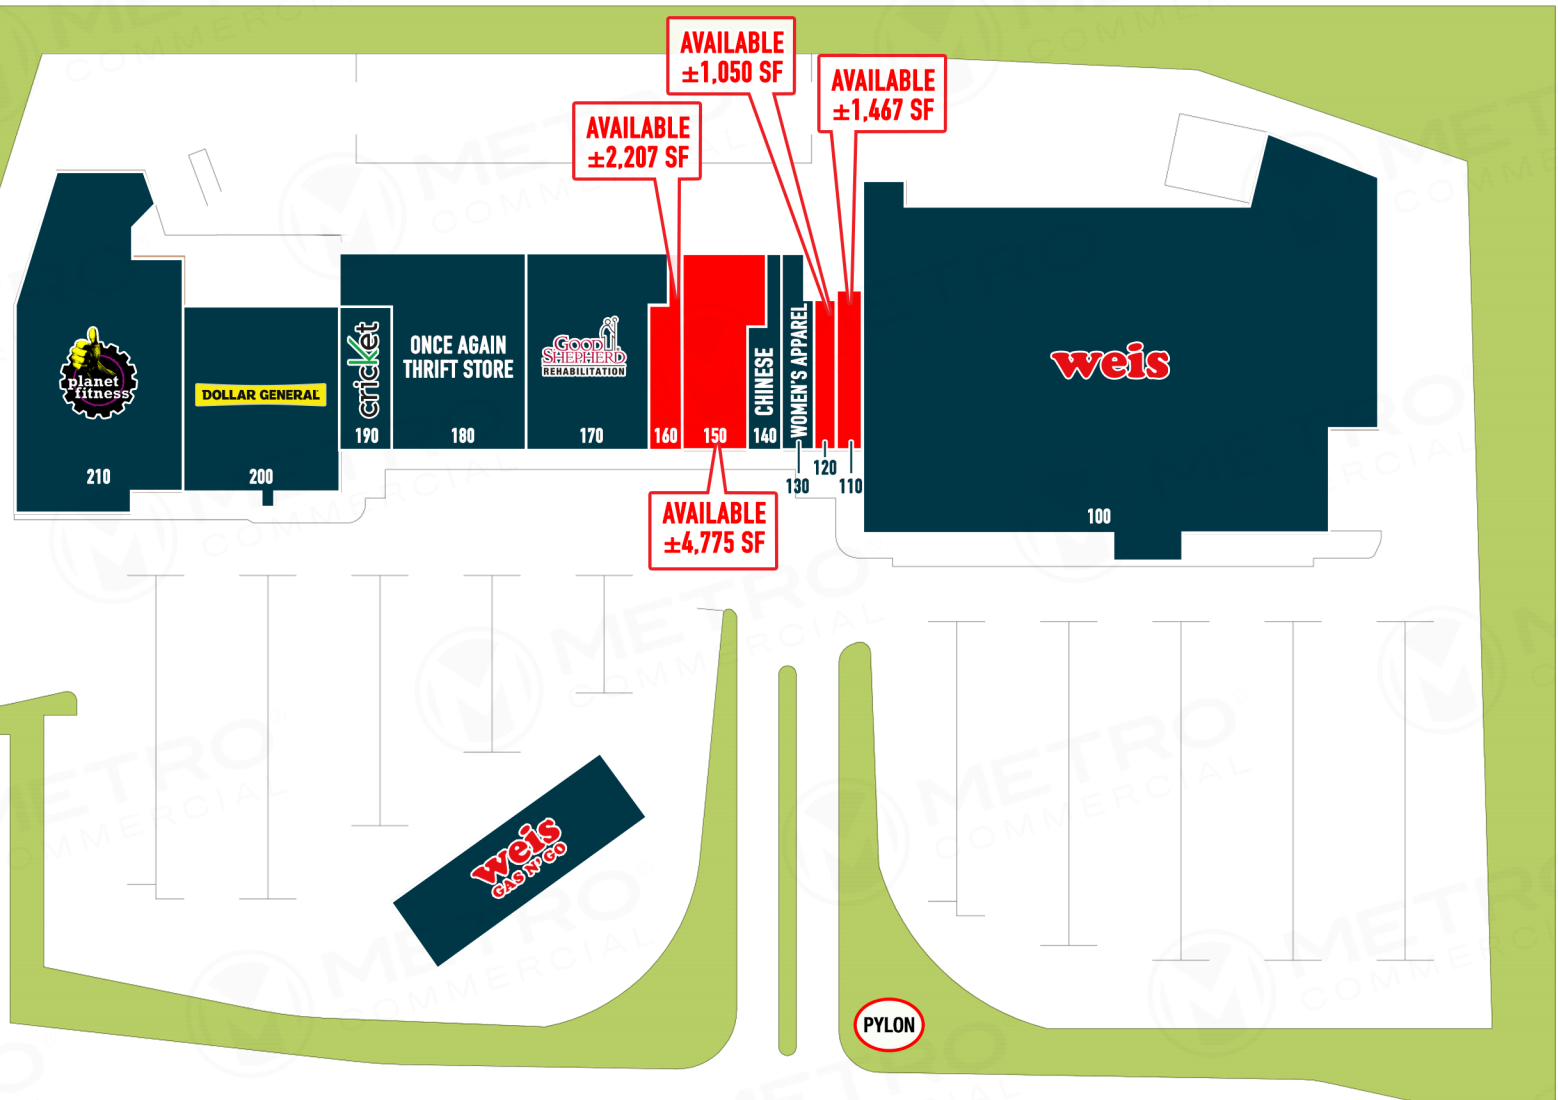 AVAILABLE
±1,050 SF
AVAILABLE
±1,467 SF
AVAILABLE
±2,207 SF
planet
fitness
210
DOLLAR GENERAL
200
cricket
190
ONCE AGAIN
THRIFT STORE
180
GOOD
SHEPHERD
REHABILITATION
170
160
150
CHINESE
140
WOMEN'S APPAREL
130
120
110
weis
100
AVAILABLE
±4,775 SF
weis
GAS N' GO
PYLON
METRO
COMMERCIAL